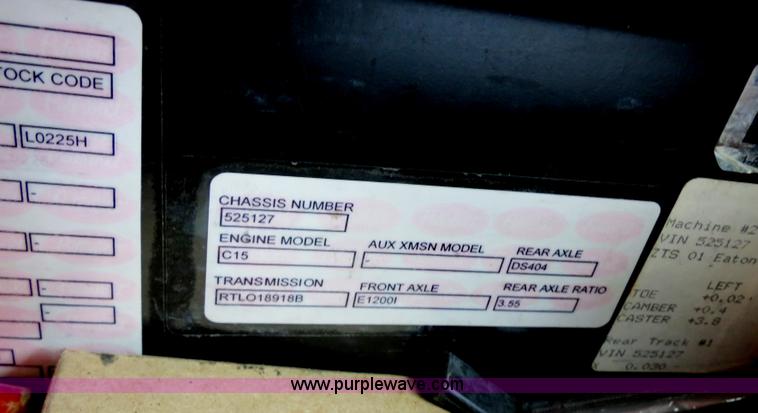 TOCK CODE
L0225H
-
-
-
-
CHASSIS NUMBER
525127
ENGINE MODEL AUX XMSN MODEL REAR AXLE
C15 - DS404
TRANSMISSION FRONT AXLE REAR AXLE RATIO
RTLO18918B E1200I 3.55
Machine #2
VIN 525127
ZTS 01 Eaton
LEFT
TOE +0.02
CAMBER +0.4
CASTER +3.8
Rear Track #1
VIN 525127
0.030
www.purplewave.com